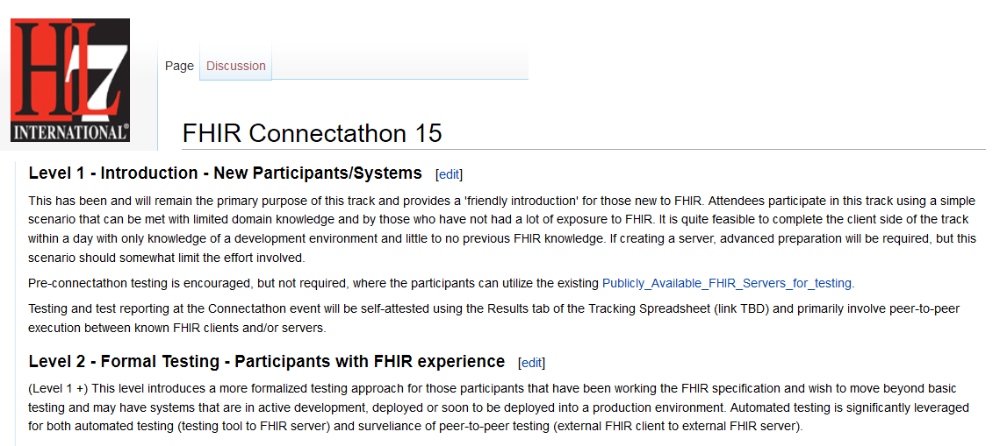 HL7
INTERNATIONAL®
Page Discussion
FHIR Connectathon 15
Level 1 - Introduction - New Participants/Systems [edit]
This has been and will remain the primary purpose of this track and provides a 'friendly introduction' for those new to FHIR. Attendees participate in this track using a simple
scenario that can be met with limited domain knowledge and by those who have not had a lot of exposure to FHIR. It is quite feasible to complete the client side of the track
within a day with only knowledge of a development environment and little to no previous FHIR knowledge. If creating a server, advanced preparation will be required, but this
scenario should somewhat limit the effort involved.
Pre-connectathon testing is encouraged, but not required, where the participants can utilize the existing Publicly_Available_FHIR_Servers_for_testing.
Testing and test reporting at the Connectathon event will be self-attested using the Results tab of the Tracking Spreadsheet (link TBD) and primarily involve peer-to-peer
execution between known FHIR clients and/or servers.
Level 2 - Formal Testing - Participants with FHIR experience [edit]
(Level 1 +) This level introduces a more formalized testing approach for those participants that have been working the FHIR specification and wish to move beyond basic
testing and may have systems that are in active development, deployed or soon to be deployed into a production environment. Automated testing is significantly leveraged
for both automated testing (testing tool to FHIR server) and surveliance of peer-to-peer testing (external FHIR client to external FHIR server).